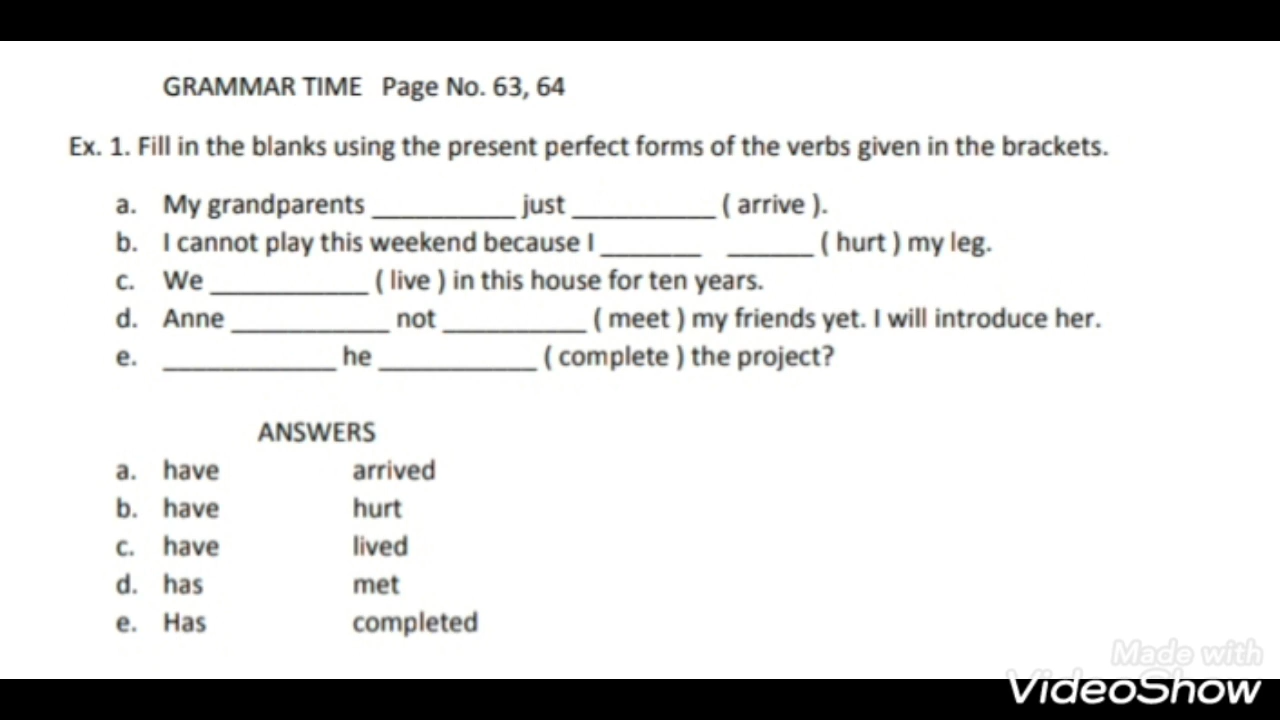 GRAMMAR TIME Page No. 63, 64
Ex. 1. Fill in the blanks using the present perfect forms of the verbs given in the brackets.
a. My grandparents __________ just __________ ( arrive ).
b. I cannot play this weekend because I _______ ______ ( hurt ) my leg.
c. We ___________ ( live ) in this house for ten years.
d. Anne ___________ not __________ ( meet ) my friends yet. I will introduce her.
e. ____________ he ___________ ( complete ) the project?
ANSWERS
a. have arrived
b. have hurt
c. have lived
d. has met
e. Has completed
Made with
VideoShow